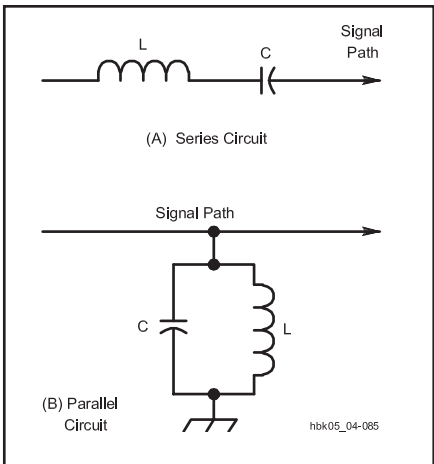 Signal
Path
L
C
(A) Series Circuit
Signal Path
C
L
(B) Parallel
Circuit
hbk05_04-085